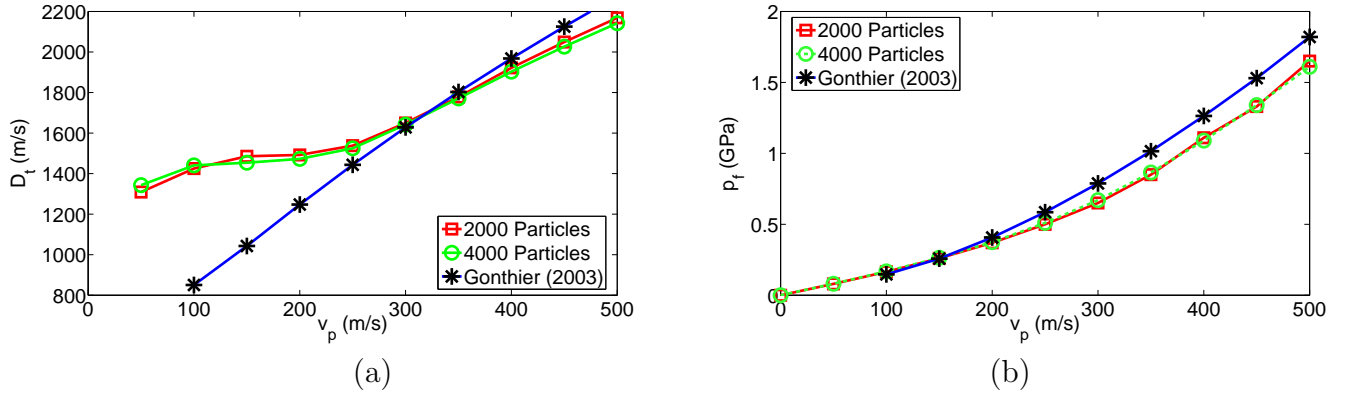 2200
2000
1800
1600
1400
1200
1000
800
D_t (m/s)
0
100
200
300
400
500
v_p (m/s)
2000 Particles
4000 Particles
Gonthier (2003)
(a)
2
1.5
1
0.5
0
p_f (GPa)
0
100
200
300
400
500
v_p (m/s)
2000 Particles
4000 Particles
Gonthier (2003)
(b)